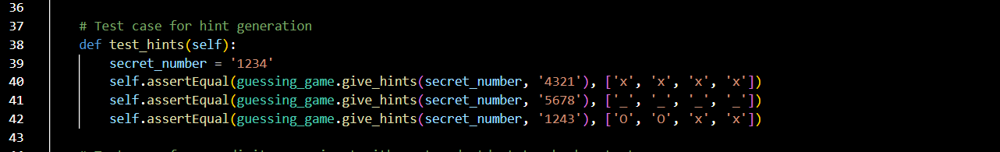 36
37 # Test case for hint generation
38 def test_hints(self):
39 secret_number = '1234'
40 self.assertEqual(guessing_game.give_hints(secret_number, '4321'), ['x', 'x', 'x', 'x'])
41 self.assertEqual(guessing_game.give_hints(secret_number, '5678'), ['_', '_', '_', '_'])
42 self.assertEqual(guessing_game.give_hints(secret_number, '1243'), ['O', 'O', 'x', 'x'])
43